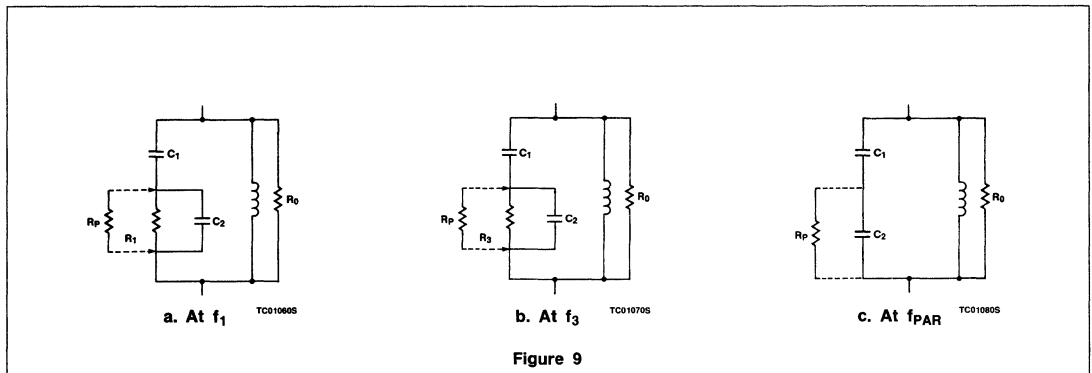 C1
RP
R1
C2
R0
a. At f1
TC01060S
C1
RP
R3
C2
R0
b. At f3
TC01070S
C1
RP
C2
R0
c. At fPAR
TC01080S
Figure 9